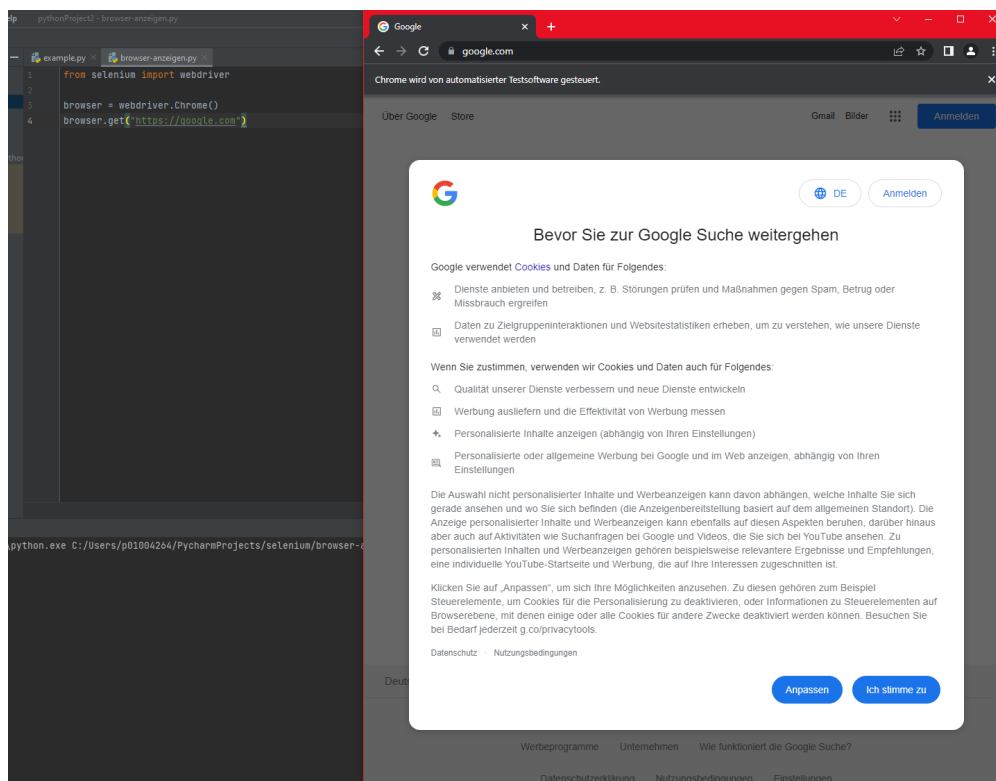 elp pythonProject2 - browser-anzeigen.py
example.py
browser-anzeigen.py
1 from selenium import webdriver
2
3 browser = webdriver.Chrome()
4 browser.get("https://google.com")
\python.exe C:/Users/p01004264/PycharmProjects/selenium/browser-a
Google
google.com
Chrome wird von automatisierter Testsoftware gesteuert.
Über Google Store
Gmail Bilder
Anmelden
DE
Anmelden
Bevor Sie zur Google Suche weitergehen
Google verwendet Cookies und Daten für Folgendes:
Dienste anbieten und betreiben, z. B. Störungen prüfen und Maßnahmen gegen Spam, Betrug oder
Missbrauch ergreifen
Daten zu Zielgruppeninteraktionen und Websitestatistiken erheben, um zu verstehen, wie unsere Dienste
verwendet werden
Wenn Sie zustimmen, verwenden wir Cookies und Daten auch für Folgendes:
Qualität unserer Dienste verbessern und neue Dienste entwickeln
Werbung ausliefern und die Effektivität von Werbung messen
Personalisierte Inhalte anzeigen (abhängig von Ihren Einstellungen)
Personalisierte oder allgemeine Werbung bei Google und im Web anzeigen, abhängig von Ihren
Einstellungen
Die Auswahl nicht personalisierter Inhalte und Werbeanzeigen kann davon abhängen, welche Inhalte Sie sich
gerade ansehen und wo Sie sich befinden (die Anzeigenbereitstellung basiert auf dem allgemeinen Standort). Die
Anzeige personalisierter Inhalte und Werbeanzeigen kann ebenfalls auf diesen Aspekten beruhen, darüber hinaus
aber auch auf Aktivitäten wie Suchanfragen bei Google und Videos, die Sie sich bei YouTube ansehen. Zu
personalisierten Inhalten und Werbeanzeigen gehören beispielsweise relevantere Ergebnisse und Empfehlungen,
eine individuelle YouTube-Startseite und Werbung, die auf Ihre Interessen zugeschnitten ist.
Klicken Sie auf „Anpassen“, um sich Ihre Möglichkeiten anzusehen. Zu diesen gehören zum Beispiel
Steuerelemente, um Cookies für die Personalisierung zu deaktivieren, oder Informationen zu Steuerelementen auf
Browserebene, mit denen einige oder alle Cookies für andere Zwecke deaktiviert werden können. Besuchen Sie
bei Bedarf jederzeit g.co/privacytools.
Datenschutz · Nutzungsbedingungen
Anpassen
Ich stimme zu
Deuts
Werbeprogramme Unternehmen Wie funktioniert die Google Suche?
Datenschutzerklärung Nutzungsbedingungen Einstellungen